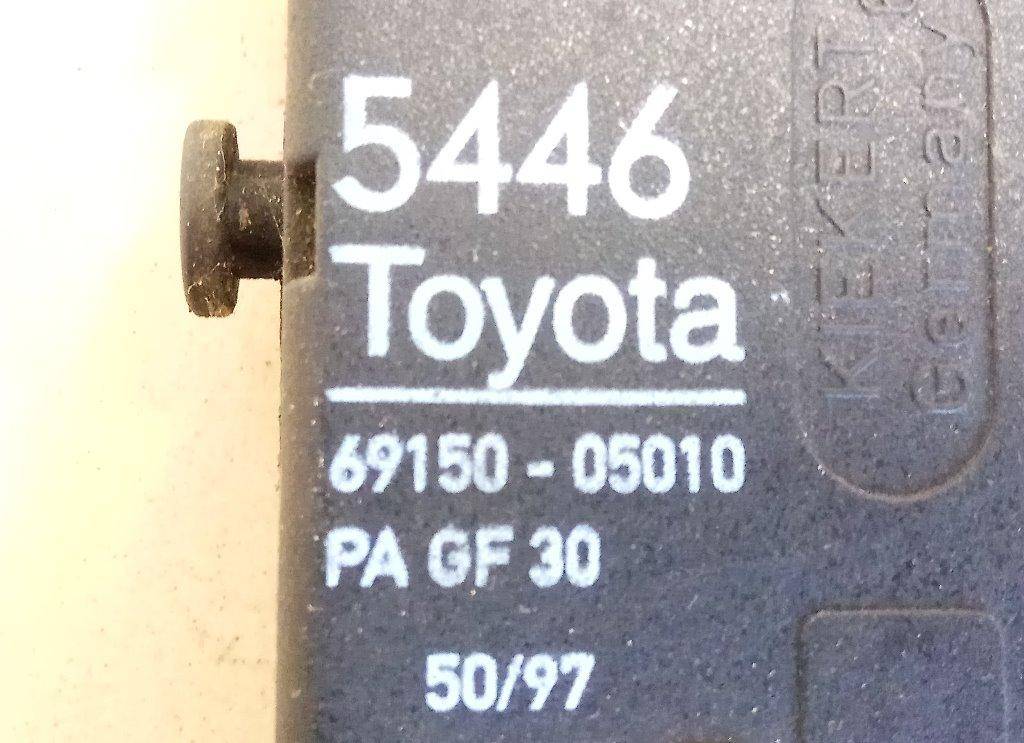 5446
Toyota
69150 - 05010
PA GF 30
50/97
KIEKERT
Germany